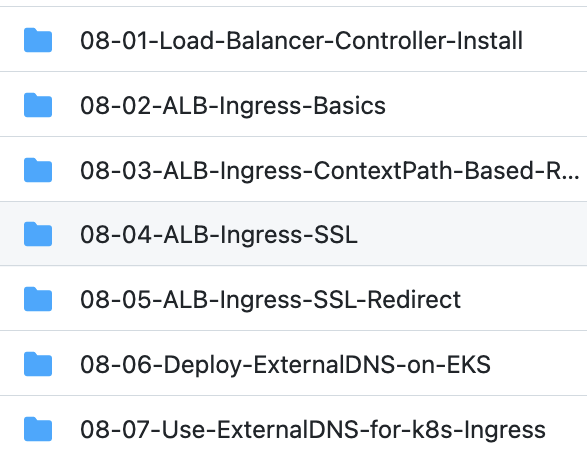 08-01-Load-Balancer-Controller-Install
08-02-ALB-Ingress-Basics
08-03-ALB-Ingress-ContextPath-Based-R...
08-04-ALB-Ingress-SSL
08-05-ALB-Ingress-SSL-Redirect
08-06-Deploy-ExternalDNS-on-EKS
08-07-Use-ExternalDNS-for-k8s-Ingress